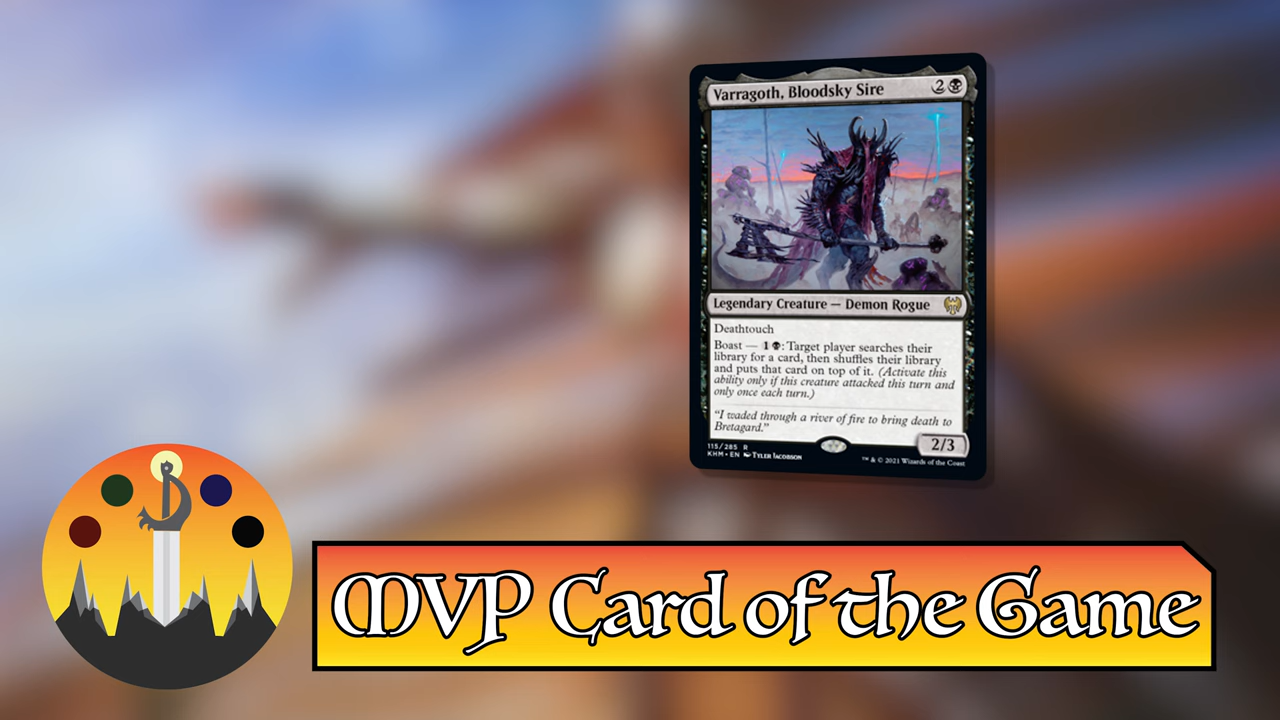 Varragoth, Bloodsky Sire 2
Legendary Creature — Demon Rogue
Deathtouch
Boast — 1: Target player searches their
library for a card, then shuffles their library
and puts that card on top of it. (Activate this
ability only if this creature attacked this turn and
only once each turn.)
"I waded through a river of fire to bring death to
Bretagard."
2/3
115/285 R
KHM • EN Tyler Jacobson
™ & © 2021 Wizards of the Coast
MVP Card of the Game